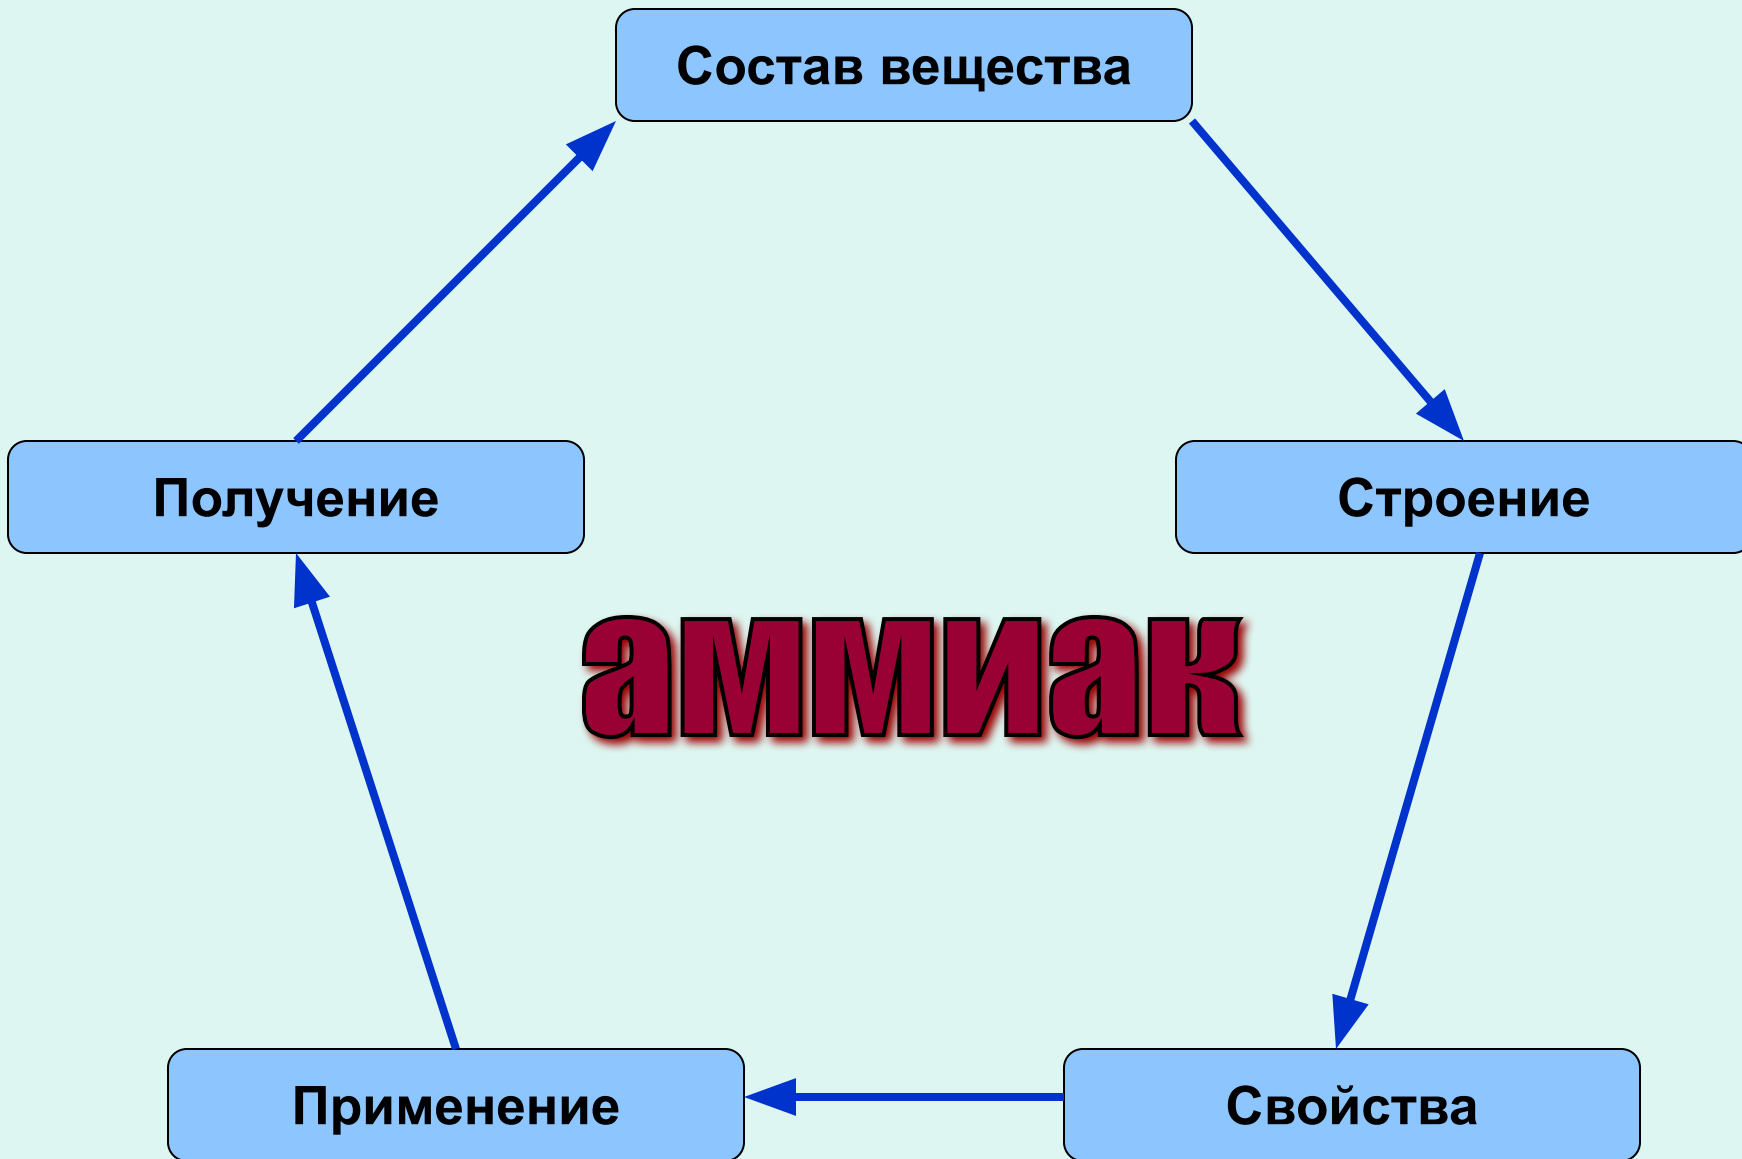 Состав вещества
Получение
Строение
аммиак
Применение
Свойства